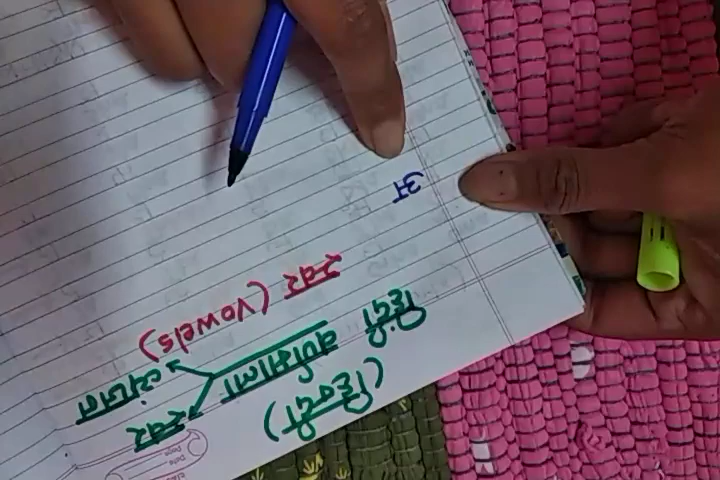 (हिन्दी)
हिंदी वर्णमाला स्वर
व्यंजन
स्वर (Vowels)
अ